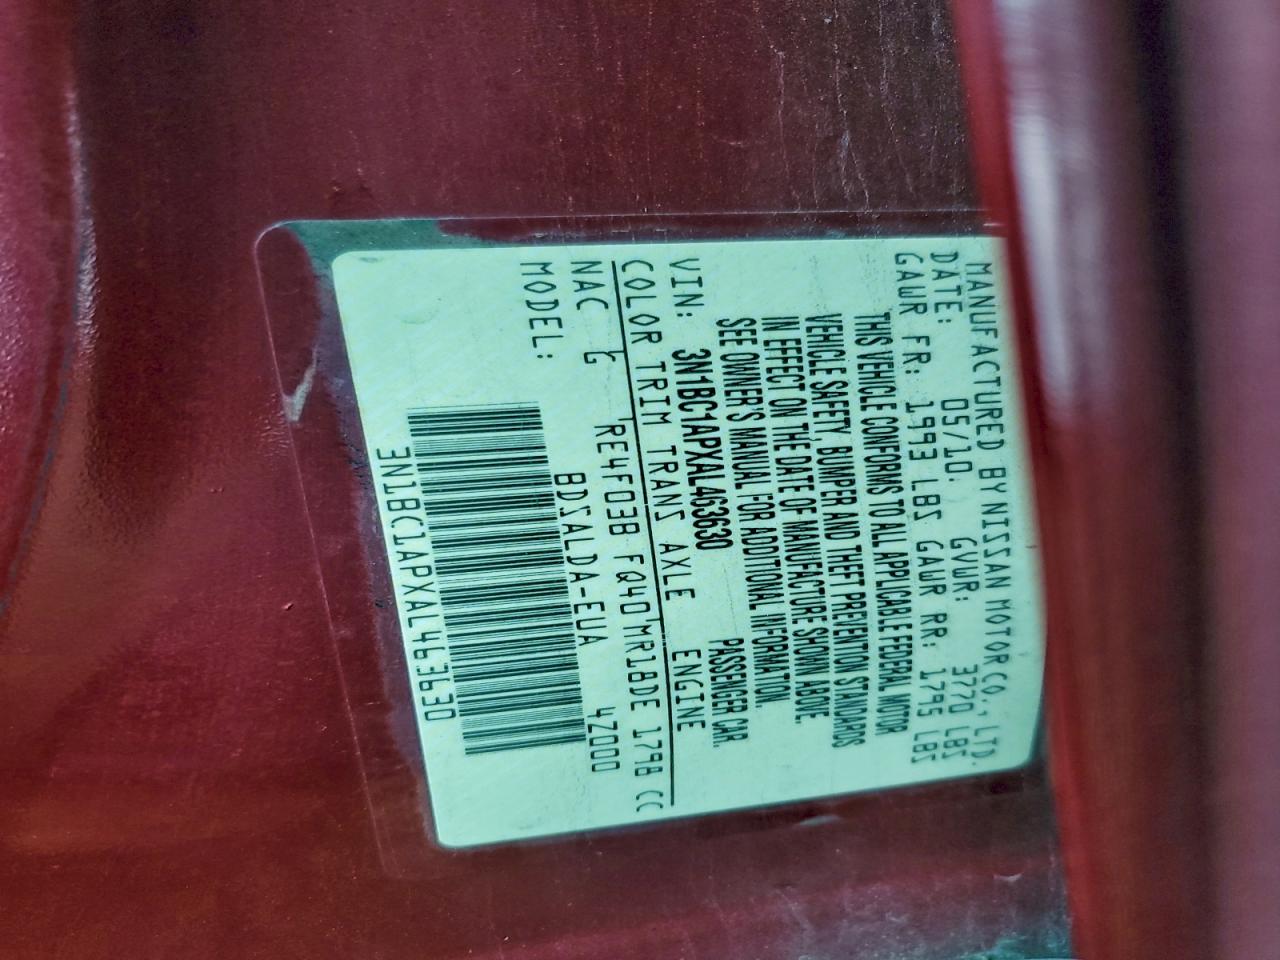 MANUFACTURED BY NISSAN MOTOR CO., LTD.
DATE: 05/10. GVWR: 3770 LBS
GAWR FR: 1993 LBS GAWR RR: 1795 LBS
THIS VEHICLE CONFORMS TO ALL APPLICABLE FEDERAL MOTOR
VEHICLE SAFETY, BUMPER AND THEFT PREVENTION STANDARDS
IN EFFECT ON THE DATE OF MANUFACTURE SHOWN ABOVE.
SEE OWNER'S MANUAL FOR ADDITIONAL INFORMATION.
VIN: 3N1BC1APXAL463630 PASSENGER CAR.
COLOR TRIM TRANS AXLE ENGINE
NAC G RE4F03B FQ40 MR18DE 1798 CC
MODEL: BDSALDA-EUA 4Z000
3N1BC1APXAL463630